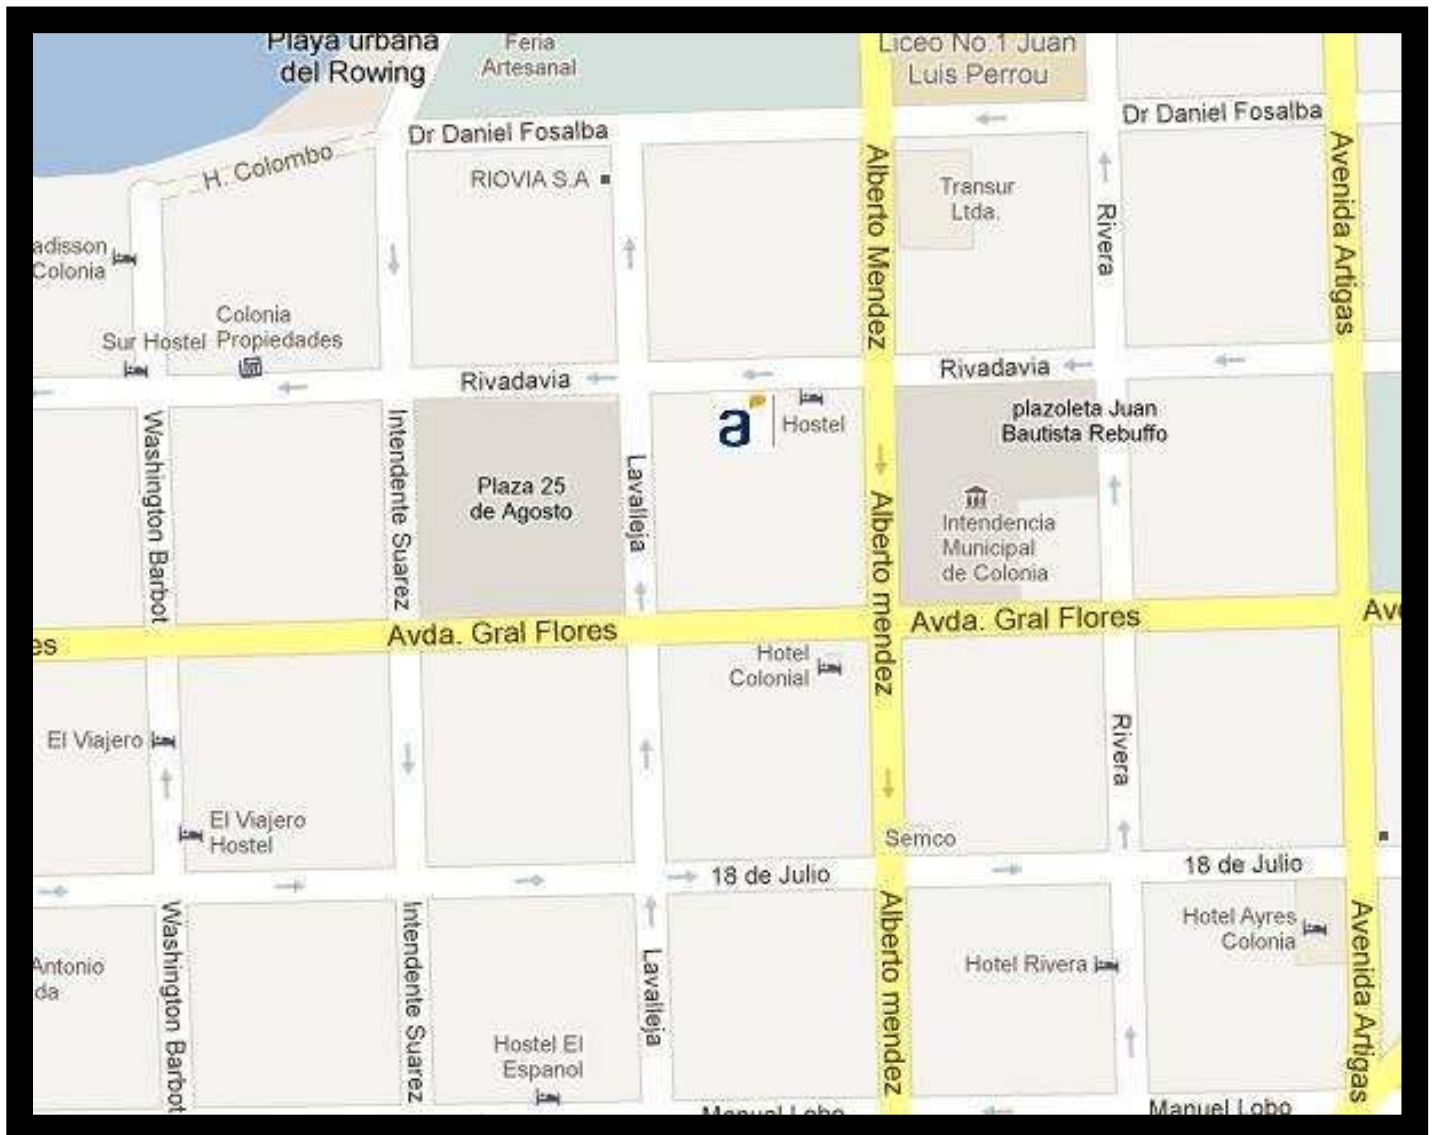 Playa urbana
del Rowing
Feria
Artesanal
Liceo No.1 Juan
Luis Perrou
Dr Daniel Fosalba
Dr Daniel Fosalba
H. Colombo
RIOVIA S.A
Transur
Ltda.
Alberto Mendez
Rivera
Avenida Artigas
adisson
Colonia
Colonia
Propiedades
Sur Hostel
Rivadavia
Rivadavia
plazoleta Juan
Bautista Rebuffo
a
Hostel
Washington Barbot
Intendente Suarez
Plaza 25
de Agosto
Lavalleja
Alberto mendez
Intendencia
Municipal
de Colonia
es
Avda. Gral Flores
Avda. Gral Flores
Ave
Hotel
Colonial
El Viajero
Rivera
El Viajero
Hostel
Semco
18 de Julio
18 de Julio
Washington Barbot
Intendente Suarez
Lavalleja
Alberto mendez
Hotel Ayres
Colonia
Avenida Artigas
Antonio
da
Hotel Rivera
Hostel El
Espanol
Manuel Lobo
Manuel Lobo